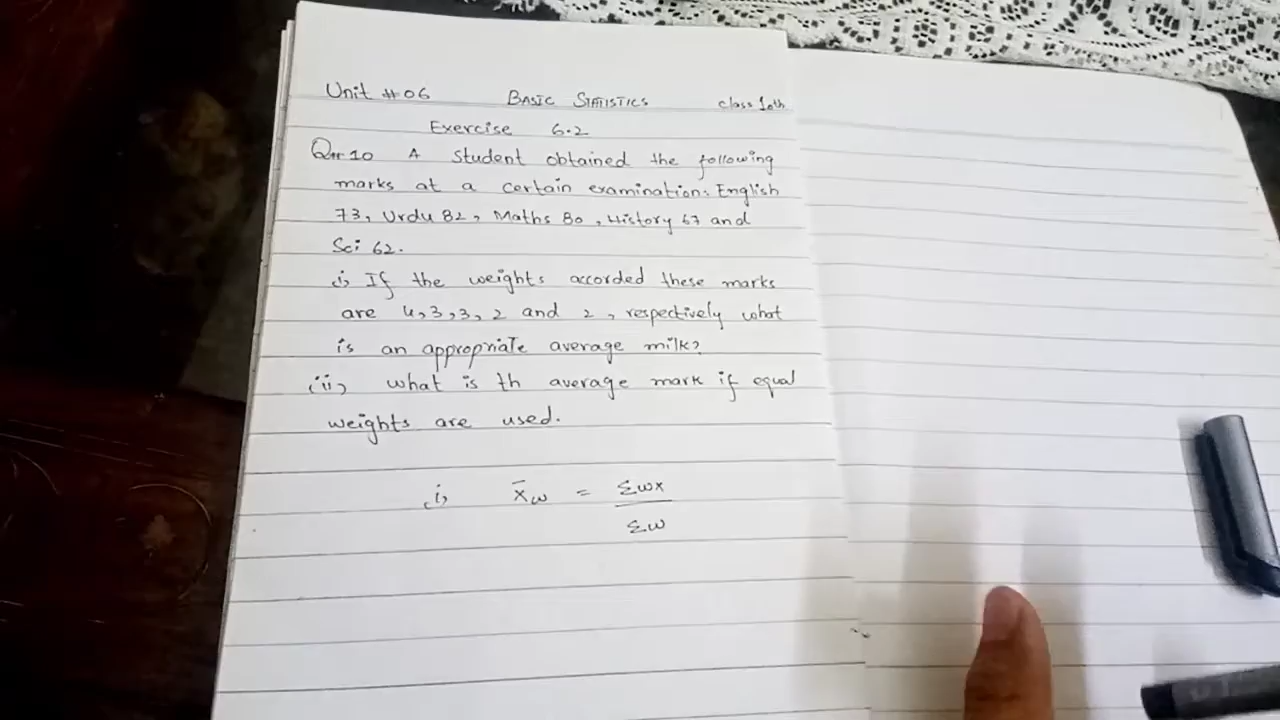 Unit #06 BASIC STATISTICS class 10th
Exercise 6.2
Q#10 A student obtained the following
marks at a certain examination: English
73, Urdu 82, Maths 80, History 67 and
Sci 62.
i) If the weights accorded these marks
are 4,3,3,2 and 2, respectively what
is an appropriate average milk?
(ii) what is th average mark if equal
weights are used.
i) x̄w = Σwx / Σw